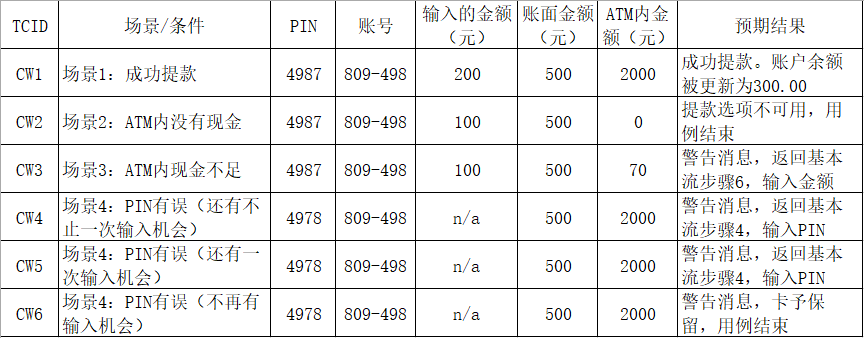 TCID 场景/条件 PIN 账号 输入的金额（元） 账面金额（元） ATM内金额（元） 预期结果
CW1 场景1：成功提款 4987 809-498 200 500 2000 成功提款。账户余额被更新为300.00
CW2 场景2：ATM内没有现金 4987 809-498 100 500 0 提款选项不可用，用例结束
CW3 场景3：ATM内现金不足 4987 809-498 100 500 70 警告消息，返回基本流步骤6，输入金额
CW4 场景4：PIN有误（还有不止一次输入机会） 4978 809-498 n/a 500 2000 警告消息，返回基本流步骤4，输入PIN
CW5 场景4：PIN有误（还有一次输入机会） 4978 809-498 n/a 500 2000 警告消息，返回基本流步骤4，输入PIN
CW6 场景4：PIN有误（不再有输入机会） 4978 809-498 n/a 500 2000 警告消息，卡予保留，用例结束